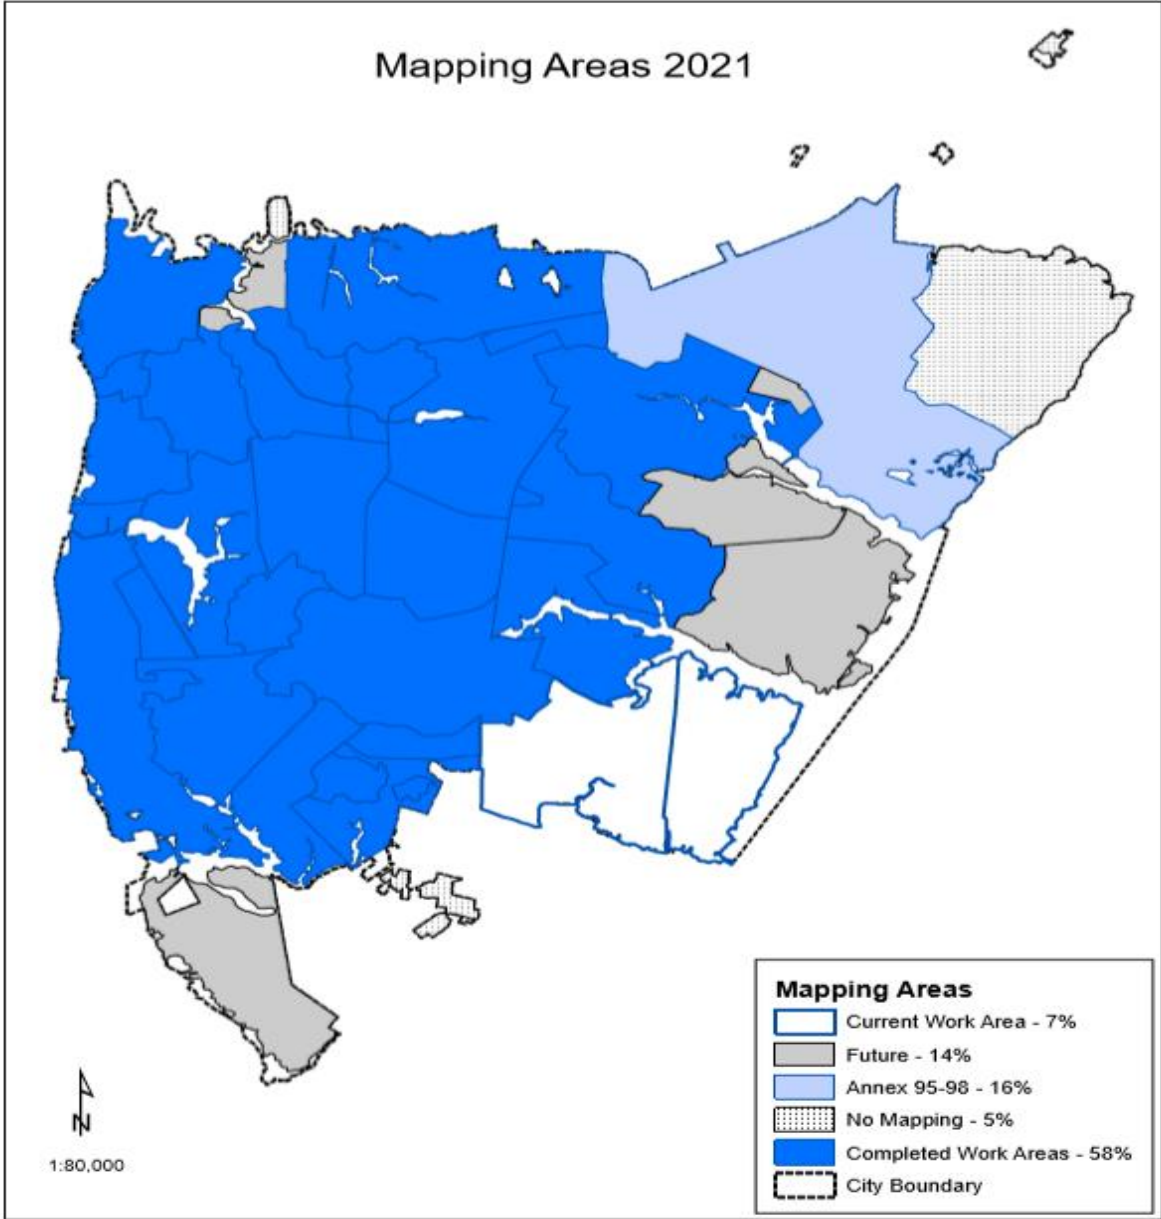 Mapping Areas 2021
Mapping Areas
Current Work Area - 7%
Future - 14%
Annex 95-98 - 16%
No Mapping - 5%
Completed Work Areas - 58%
City Boundary
N
1:80,000